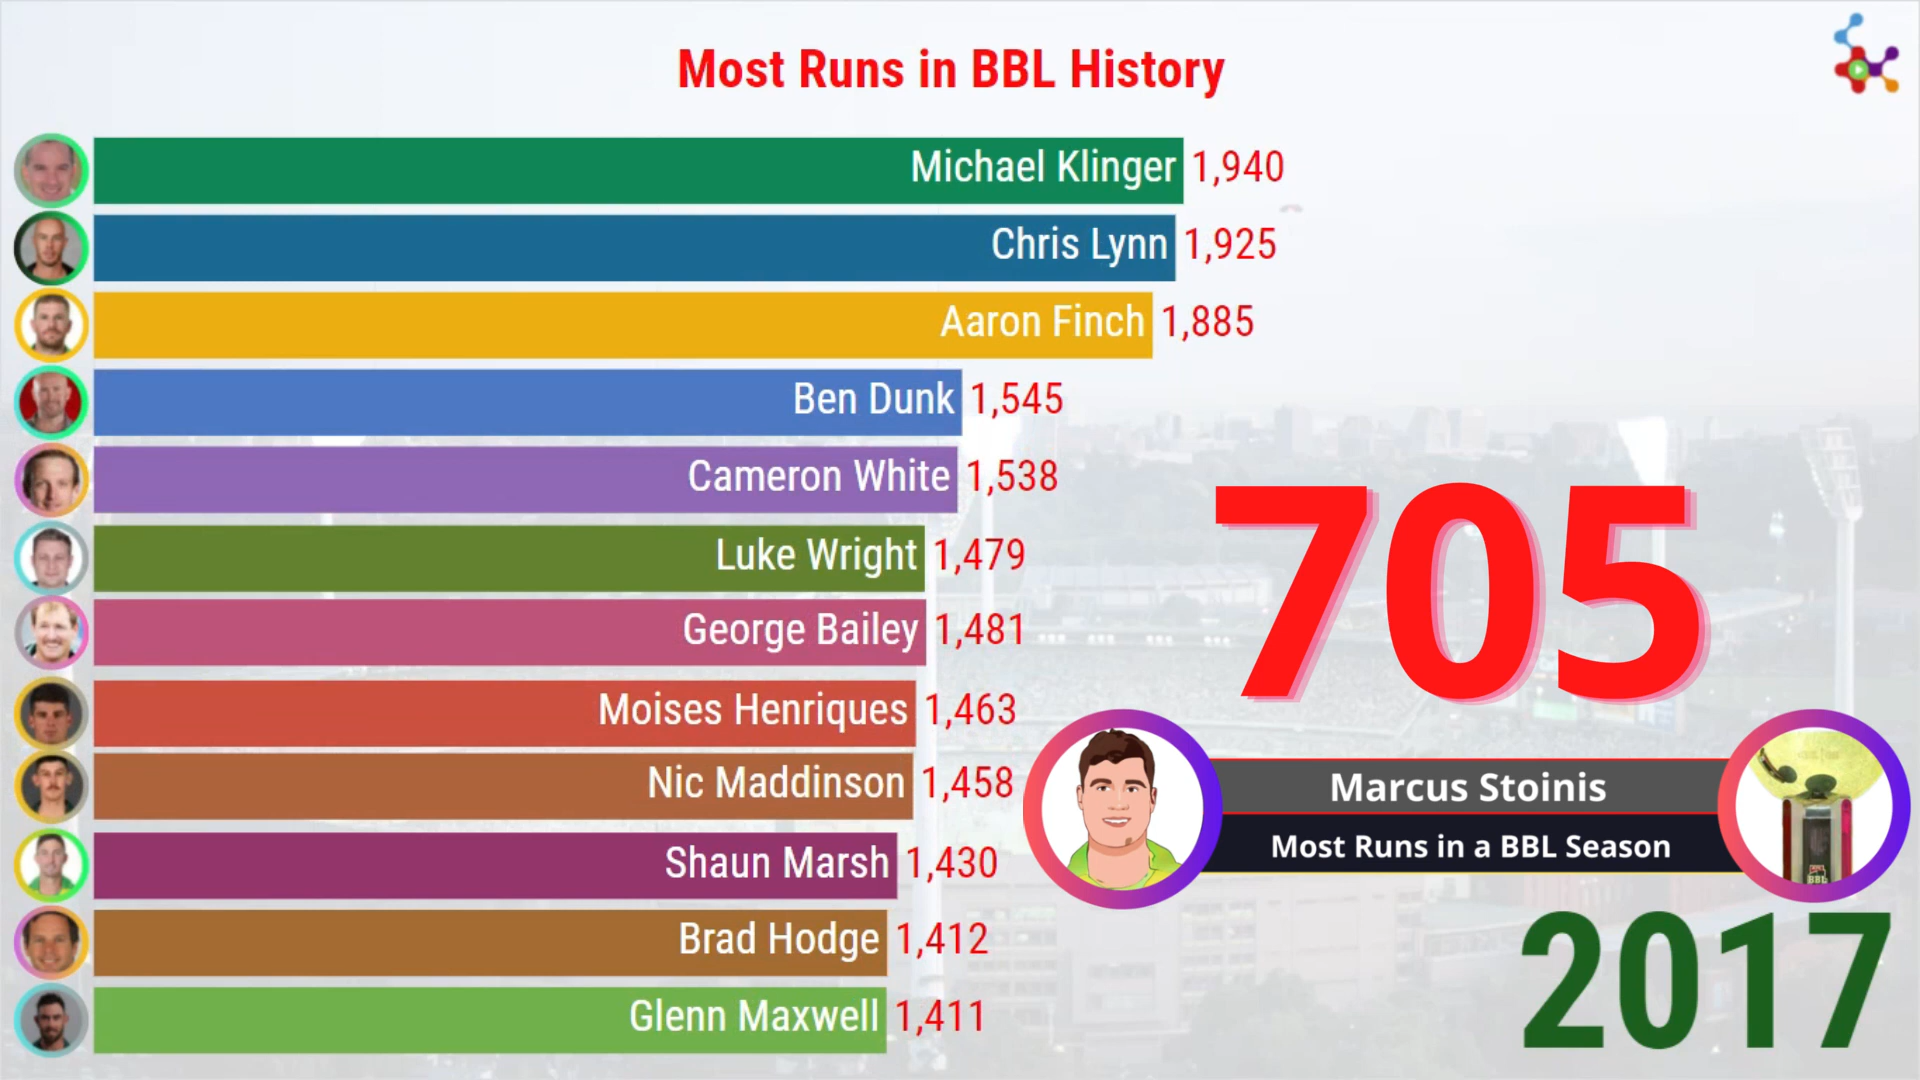 Most Runs in BBL History
Michael Klinger 1,940
Chris Lynn 1,925
Aaron Finch 1,885
Ben Dunk 1,545
Cameron White 1,538
Luke Wright 1,479
George Bailey 1,481
Moises Henriques 1,463
Nic Maddinson 1,458
Shaun Marsh 1,430
Brad Hodge 1,412
Glenn Maxwell 1,411
705
Marcus Stoinis
Most Runs in a BBL Season
BBL
2017